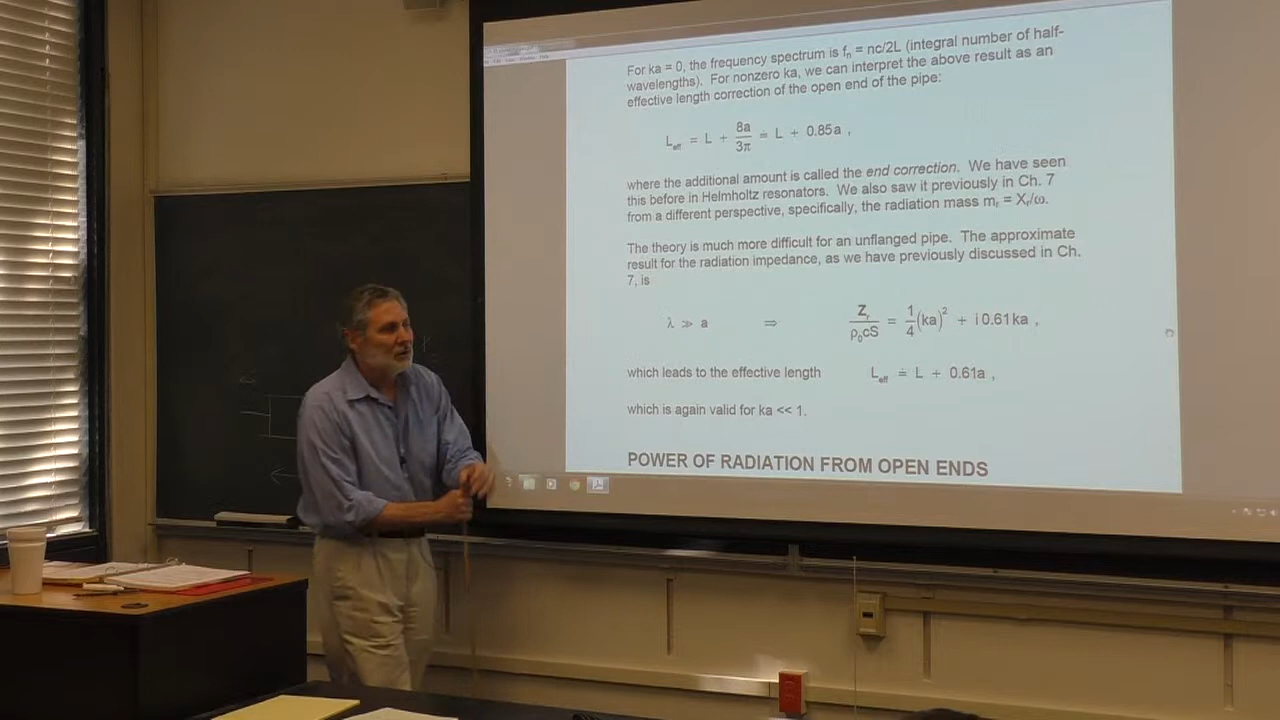 For ka = 0, the frequency spectrum is fₙ = nc/2L (integral number of half-
wavelengths). For nonzero ka, we can interpret the above result as an
effective length correction of the open end of the pipe:
L_eff = L + 8a/3π ≐ L + 0.85a ,
where the additional amount is called the end correction. We have seen
this before in Helmholtz resonators. We also saw it previously in Ch. 7
from a different perspective, specifically, the radiation mass mᵣ = Xᵣ/ω.
The theory is much more difficult for an unflanged pipe. The approximate
result for the radiation impedance, as we have previously discussed in Ch.
7, is
λ ≫ a ⇒ Zᵣ/ρ₀cS = 1/4(ka)² + i 0.61ka ,
which leads to the effective length L_eff ≐ L + 0.61a ,
which is again valid for ka << 1.
POWER OF RADIATION FROM OPEN ENDS